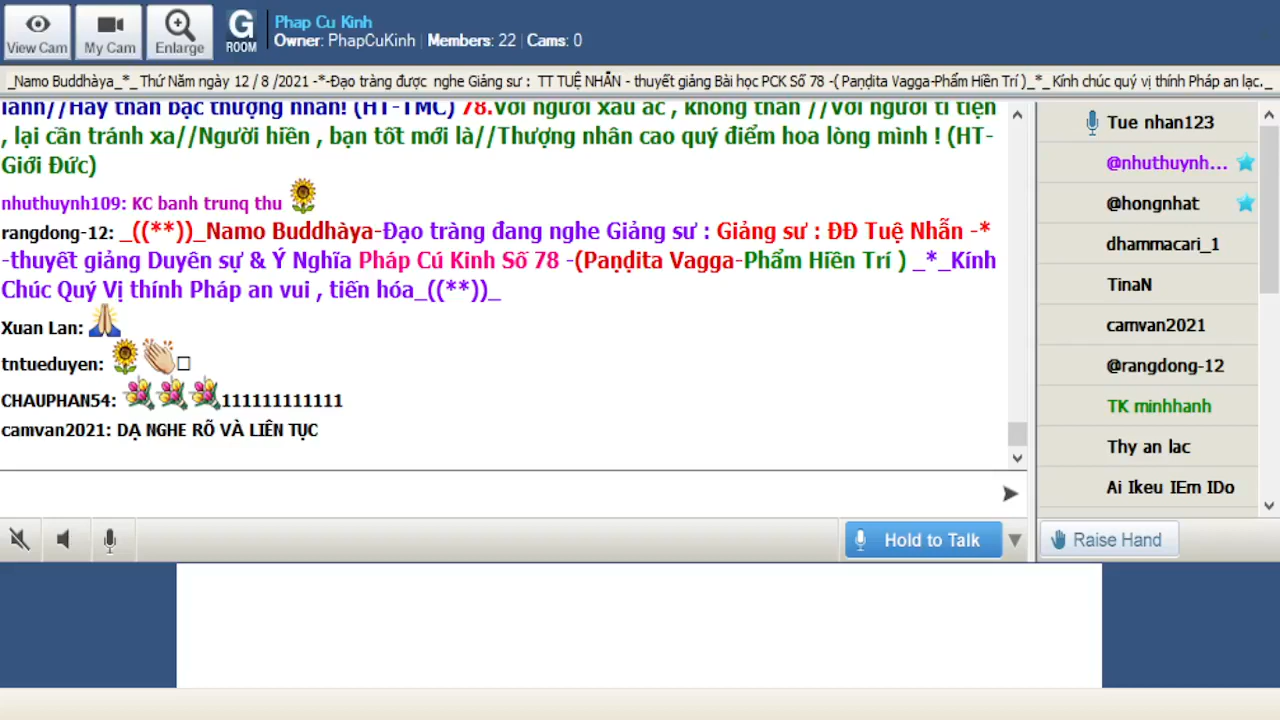 View Cam
My Cam
Enlarge
G
ROOM
Phap Cu Kinh
Owner: PhapCuKinh | Members: 22 | Cams: 0
_Namo Buddhàya_*_ Thứ Năm ngày 12 / 8 /2021 -*-Đạo tràng được nghe Giảng sư : TT TUỆ NHẪN - thuyết giảng Bài học PCK Số 78 -( Paṇḍita Vagga-Phẩm Hiền Trí )_*_ Kính chúc quý vị thính Pháp an lạc._
lành//Hãy thân bậc thượng nhân! (HT-TMC) 78.Với người xấu ác , không thân //Với người ti tiện
, lại cần tránh xa//Người hiền , bạn tốt mới là//Thượng nhân cao quý điểm hoa lòng mình ! (HT-
Giới Đức)
nhuthuynh109: KC banh trunq thu
rangdong-12: _((**))_Namo Buddhàya-Đạo tràng đang nghe Giảng sư : Giảng sư : ĐĐ Tuệ Nhẫn -*
-thuyết giảng Duyên sự & Ý Nghĩa Pháp Cú Kinh Số 78 -(Paṇḍita Vagga-Phẩm Hiền Trí ) _*_Kính
Chúc Quý Vị thính Pháp an vui , tiến hóa_((**))_
Xuan Lan:
tntueduyen:
CHAUPHAN54: 111111111111
camvan2021: DẠ NGHE RÕ VÀ LIÊN TỤC
Tue nhan123
@nhuthuynh...
@hongnhat
dhammacari_1
TinaN
camvan2021
@rangdong-12
TK minhhanh
Thy an lac
Ai Ikeu IEm IDo
Hold to Talk
Raise Hand